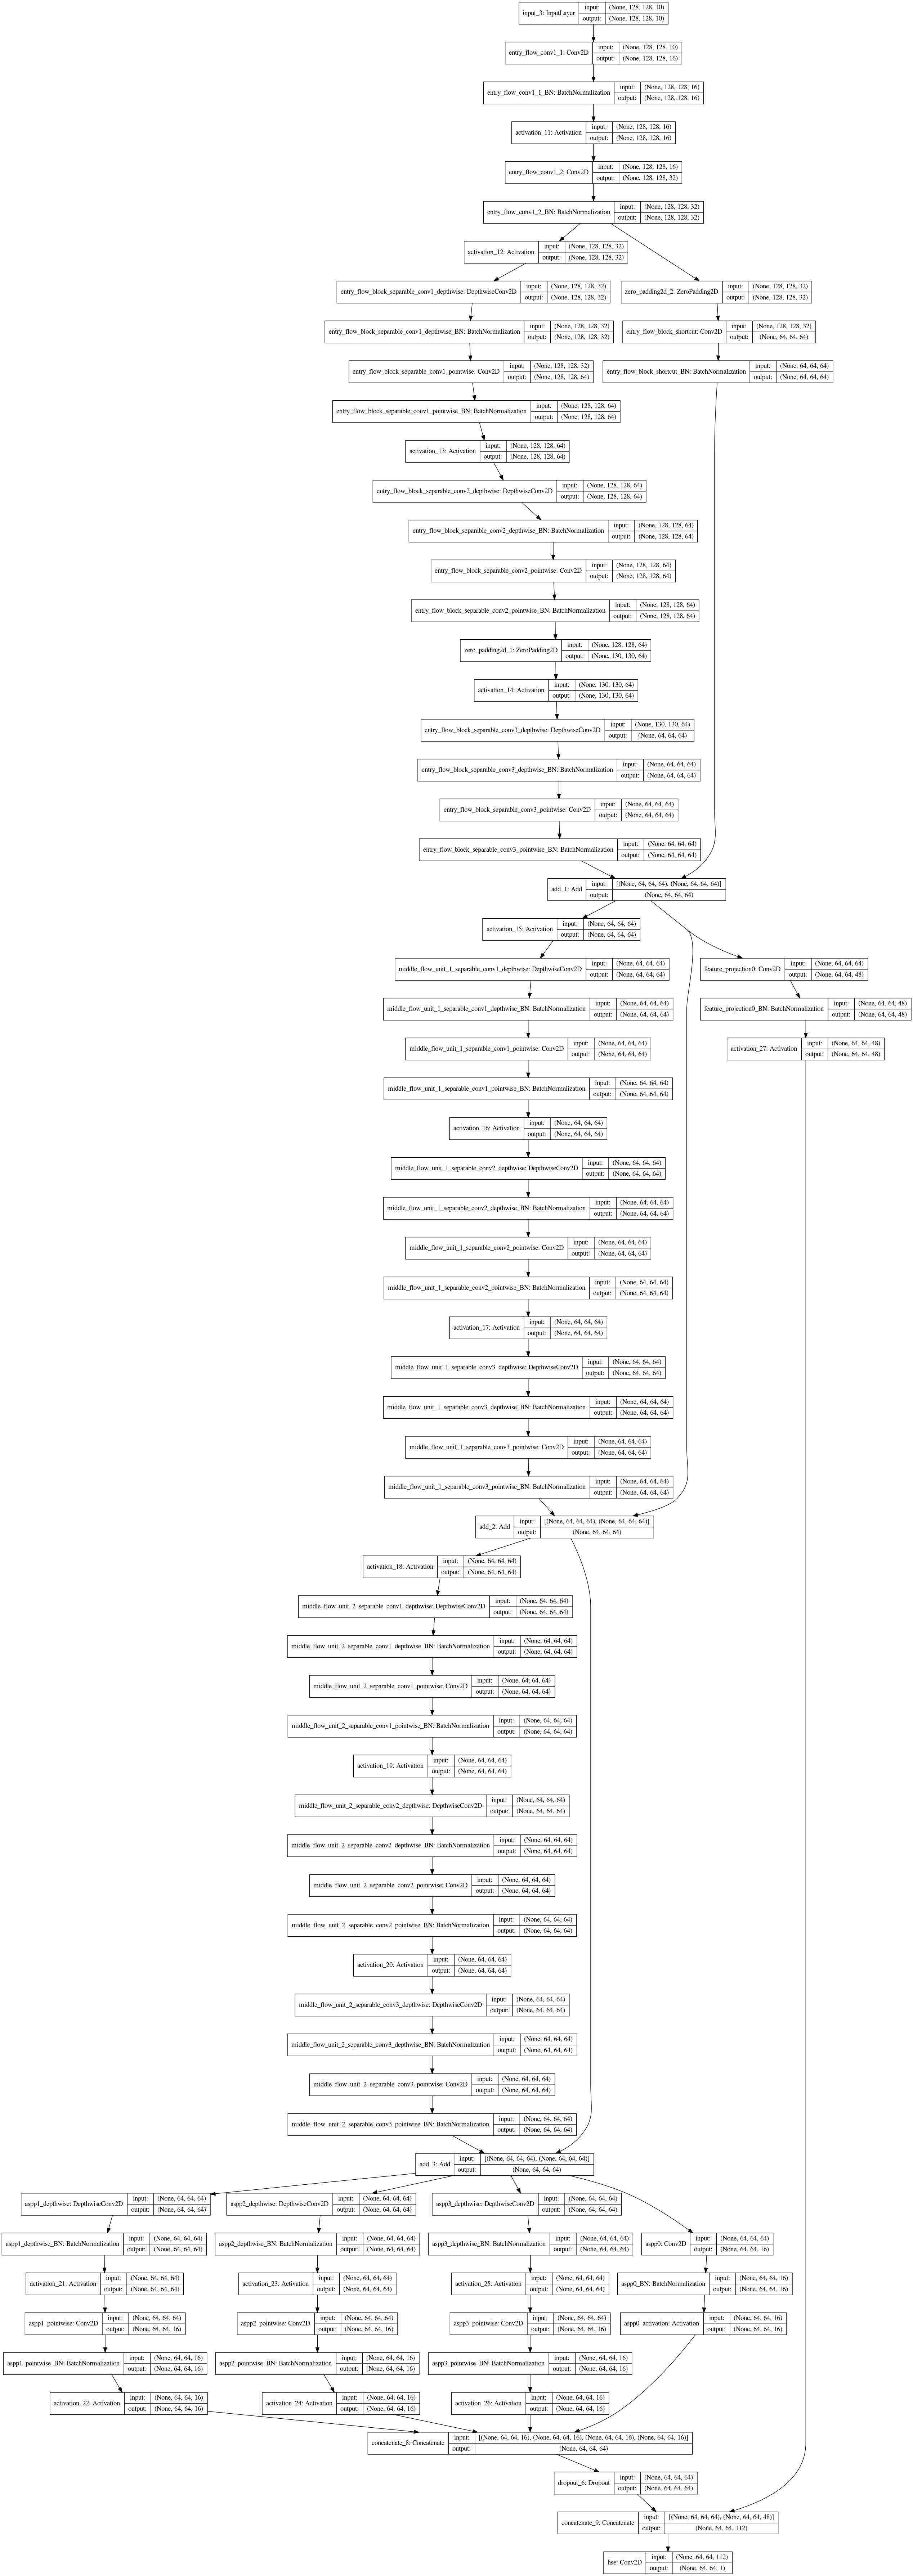 input_3: InputLayer input: (None, 128, 128, 10)
output: (None, 128, 128, 10)
entry_flow_conv1_1: Conv2D input: (None, 128, 128, 10)
output: (None, 128, 128, 16)
entry_flow_conv1_1_BN: BatchNormalization input: (None, 128, 128, 16)
output: (None, 128, 128, 16)
activation_11: Activation input: (None, 128, 128, 16)
output: (None, 128, 128, 16)
entry_flow_conv1_2: Conv2D input: (None, 128, 128, 16)
output: (None, 128, 128, 32)
entry_flow_conv1_2_BN: BatchNormalization input: (None, 128, 128, 32)
output: (None, 128, 128, 32)
activation_12: Activation input: (None, 128, 128, 32)
output: (None, 128, 128, 32)
entry_flow_block_separable_conv1_depthwise: DepthwiseConv2D input: (None, 128, 128, 32)
output: (None, 128, 128, 32)
zero_padding2d_2: ZeroPadding2D input: (None, 128, 128, 32)
output: (None, 128, 128, 32)
entry_flow_block_separable_conv1_depthwise_BN: BatchNormalization input: (None, 128, 128, 32)
output: (None, 128, 128, 32)
entry_flow_block_shortcut: Conv2D input: (None, 128, 128, 32)
output: (None, 64, 64, 64)
entry_flow_block_separable_conv1_pointwise: Conv2D input: (None, 128, 128, 32)
output: (None, 128, 128, 64)
entry_flow_block_shortcut_BN: BatchNormalization input: (None, 64, 64, 64)
output: (None, 64, 64, 64)
entry_flow_block_separable_conv1_pointwise_BN: BatchNormalization input: (None, 128, 128, 64)
output: (None, 128, 128, 64)
activation_13: Activation input: (None, 128, 128, 64)
output: (None, 128, 128, 64)
entry_flow_block_separable_conv2_depthwise: DepthwiseConv2D input: (None, 128, 128, 64)
output: (None, 128, 128, 64)
entry_flow_block_separable_conv2_depthwise_BN: BatchNormalization input: (None, 128, 128, 64)
output: (None, 128, 128, 64)
entry_flow_block_separable_conv2_pointwise: Conv2D input: (None, 128, 128, 64)
output: (None, 128, 128, 64)
entry_flow_block_separable_conv2_pointwise_BN: BatchNormalization input: (None, 128, 128, 64)
output: (None, 128, 128, 64)
zero_padding2d_1: ZeroPadding2D input: (None, 128, 128, 64)
output: (None, 130, 130, 64)
activation_14: Activation input: (None, 130, 130, 64)
output: (None, 130, 130, 64)
entry_flow_block_separable_conv3_depthwise: DepthwiseConv2D input: (None, 130, 130, 64)
output: (None, 64, 64, 64)
entry_flow_block_separable_conv3_depthwise_BN: BatchNormalization input: (None, 64, 64, 64)
output: (None, 64, 64, 64)
entry_flow_block_separable_conv3_pointwise: Conv2D input: (None, 64, 64, 64)
output: (None, 64, 64, 64)
entry_flow_block_separable_conv3_pointwise_BN: BatchNormalization input: (None, 64, 64, 64)
output: (None, 64, 64, 64)
add_1: Add input: [(None, 64, 64, 64), (None, 64, 64, 64)]
output: (None, 64, 64, 64)
activation_15: Activation input: (None, 64, 64, 64)
output: (None, 64, 64, 64)
middle_flow_unit_1_separable_conv1_depthwise: DepthwiseConv2D input: (None, 64, 64, 64)
output: (None, 64, 64, 64)
feature_projection0: Conv2D input: (None, 64, 64, 64)
output: (None, 64, 64, 48)
middle_flow_unit_1_separable_conv1_depthwise_BN: BatchNormalization input: (None, 64, 64, 64)
output: (None, 64, 64, 64)
feature_projection0_BN: BatchNormalization input: (None, 64, 64, 48)
output: (None, 64, 64, 48)
middle_flow_unit_1_separable_conv1_pointwise: Conv2D input: (None, 64, 64, 64)
output: (None, 64, 64, 64)
activation_27: Activation input: (None, 64, 64, 48)
output: (None, 64, 64, 48)
middle_flow_unit_1_separable_conv1_pointwise_BN: BatchNormalization input: (None, 64, 64, 64)
output: (None, 64, 64, 64)
activation_16: Activation input: (None, 64, 64, 64)
output: (None, 64, 64, 64)
middle_flow_unit_1_separable_conv2_depthwise: DepthwiseConv2D input: (None, 64, 64, 64)
output: (None, 64, 64, 64)
middle_flow_unit_1_separable_conv2_depthwise_BN: BatchNormalization input: (None, 64, 64, 64)
output: (None, 64, 64, 64)
middle_flow_unit_1_separable_conv2_pointwise: Conv2D input: (None, 64, 64, 64)
output: (None, 64, 64, 64)
middle_flow_unit_1_separable_conv2_pointwise_BN: BatchNormalization input: (None, 64, 64, 64)
output: (None, 64, 64, 64)
activation_17: Activation input: (None, 64, 64, 64)
output: (None, 64, 64, 64)
middle_flow_unit_1_separable_conv3_depthwise: DepthwiseConv2D input: (None, 64, 64, 64)
output: (None, 64, 64, 64)
middle_flow_unit_1_separable_conv3_depthwise_BN: BatchNormalization input: (None, 64, 64, 64)
output: (None, 64, 64, 64)
middle_flow_unit_1_separable_conv3_pointwise: Conv2D input: (None, 64, 64, 64)
output: (None, 64, 64, 64)
middle_flow_unit_1_separable_conv3_pointwise_BN: BatchNormalization input: (None, 64, 64, 64)
output: (None, 64, 64, 64)
add_2: Add input: [(None, 64, 64, 64), (None, 64, 64, 64)]
output: (None, 64, 64, 64)
activation_18: Activation input: (None, 64, 64, 64)
output: (None, 64, 64, 64)
middle_flow_unit_2_separable_conv1_depthwise: DepthwiseConv2D input: (None, 64, 64, 64)
output: (None, 64, 64, 64)
middle_flow_unit_2_separable_conv1_depthwise_BN: BatchNormalization input: (None, 64, 64, 64)
output: (None, 64, 64, 64)
middle_flow_unit_2_separable_conv1_pointwise: Conv2D input: (None, 64, 64, 64)
output: (None, 64, 64, 64)
middle_flow_unit_2_separable_conv1_pointwise_BN: BatchNormalization input: (None, 64, 64, 64)
output: (None, 64, 64, 64)
activation_19: Activation input: (None, 64, 64, 64)
output: (None, 64, 64, 64)
middle_flow_unit_2_separable_conv2_depthwise: DepthwiseConv2D input: (None, 64, 64, 64)
output: (None, 64, 64, 64)
middle_flow_unit_2_separable_conv2_depthwise_BN: BatchNormalization input: (None, 64, 64, 64)
output: (None, 64, 64, 64)
middle_flow_unit_2_separable_conv2_pointwise: Conv2D input: (None, 64, 64, 64)
output: (None, 64, 64, 64)
middle_flow_unit_2_separable_conv2_pointwise_BN: BatchNormalization input: (None, 64, 64, 64)
output: (None, 64, 64, 64)
activation_20: Activation input: (None, 64, 64, 64)
output: (None, 64, 64, 64)
middle_flow_unit_2_separable_conv3_depthwise: DepthwiseConv2D input: (None, 64, 64, 64)
output: (None, 64, 64, 64)
middle_flow_unit_2_separable_conv3_depthwise_BN: BatchNormalization input: (None, 64, 64, 64)
output: (None, 64, 64, 64)
middle_flow_unit_2_separable_conv3_pointwise: Conv2D input: (None, 64, 64, 64)
output: (None, 64, 64, 64)
middle_flow_unit_2_separable_conv3_pointwise_BN: BatchNormalization input: (None, 64, 64, 64)
output: (None, 64, 64, 64)
add_3: Add input: [(None, 64, 64, 64), (None, 64, 64, 64)]
output: (None, 64, 64, 64)
aspp1_depthwise: DepthwiseConv2D input: (None, 64, 64, 64)
output: (None, 64, 64, 64)
aspp2_depthwise: DepthwiseConv2D input: (None, 64, 64, 64)
output: (None, 64, 64, 64)
aspp3_depthwise: DepthwiseConv2D input: (None, 64, 64, 64)
output: (None, 64, 64, 64)
aspp1_depthwise_BN: BatchNormalization input: (None, 64, 64, 64)
output: (None, 64, 64, 64)
aspp2_depthwise_BN: BatchNormalization input: (None, 64, 64, 64)
output: (None, 64, 64, 64)
aspp3_depthwise_BN: BatchNormalization input: (None, 64, 64, 64)
output: (None, 64, 64, 64)
aspp0: Conv2D input: (None, 64, 64, 64)
output: (None, 64, 64, 16)
activation_21: Activation input: (None, 64, 64, 64)
output: (None, 64, 64, 64)
activation_23: Activation input: (None, 64, 64, 64)
output: (None, 64, 64, 64)
activation_25: Activation input: (None, 64, 64, 64)
output: (None, 64, 64, 64)
aspp0_BN: BatchNormalization input: (None, 64, 64, 16)
output: (None, 64, 64, 16)
aspp1_pointwise: Conv2D input: (None, 64, 64, 64)
output: (None, 64, 64, 16)
aspp2_pointwise: Conv2D input: (None, 64, 64, 64)
output: (None, 64, 64, 16)
aspp3_pointwise: Conv2D input: (None, 64, 64, 64)
output: (None, 64, 64, 16)
aspp0_activation: Activation input: (None, 64, 64, 16)
output: (None, 64, 64, 16)
aspp1_pointwise_BN: BatchNormalization input: (None, 64, 64, 16)
output: (None, 64, 64, 16)
aspp2_pointwise_BN: BatchNormalization input: (None, 64, 64, 16)
output: (None, 64, 64, 16)
aspp3_pointwise_BN: BatchNormalization input: (None, 64, 64, 16)
output: (None, 64, 64, 16)
activation_22: Activation input: (None, 64, 64, 16)
output: (None, 64, 64, 16)
activation_24: Activation input: (None, 64, 64, 16)
output: (None, 64, 64, 16)
activation_26: Activation input: (None, 64, 64, 16)
output: (None, 64, 64, 16)
concatenate_8: Concatenate input: [(None, 64, 64, 16), (None, 64, 64, 16), (None, 64, 64, 16), (None, 64, 64, 16)]
output: (None, 64, 64, 64)
dropout_6: Dropout input: (None, 64, 64, 64)
output: (None, 64, 64, 64)
concatenate_9: Concatenate input: [(None, 64, 64, 64), (None, 64, 64, 48)]
output: (None, 64, 64, 112)
hse: Conv2D input: (None, 64, 64, 112)
output: (None, 64, 64, 1)